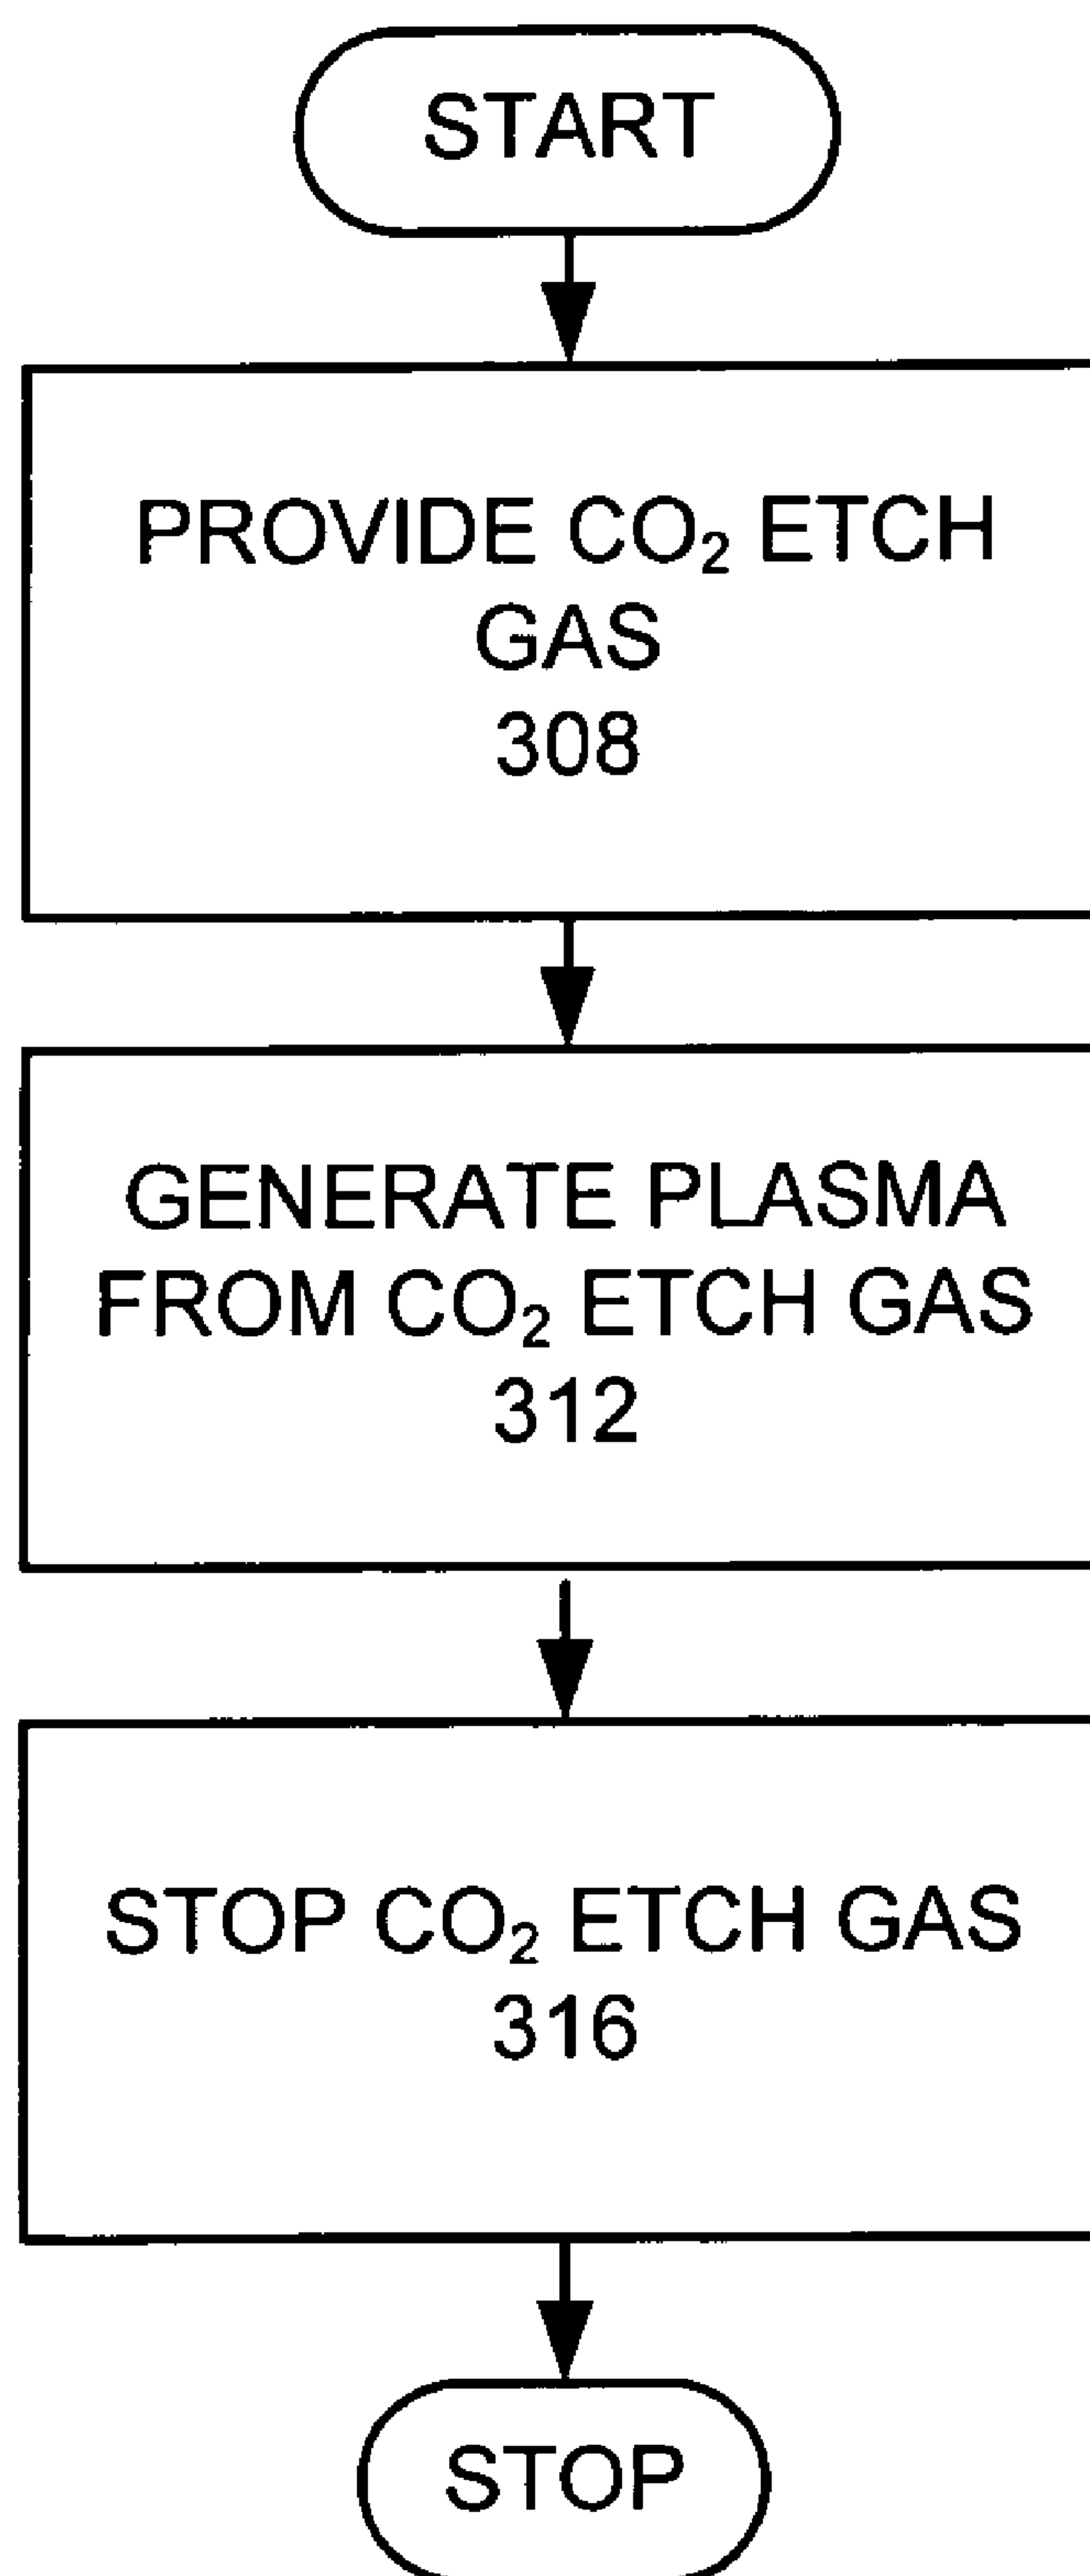 START
PROVIDE CO₂ ETCH
GAS
308
GENERATE PLASMA
FROM CO₂ ETCH GAS
312
STOP CO₂ ETCH GAS
316
STOP